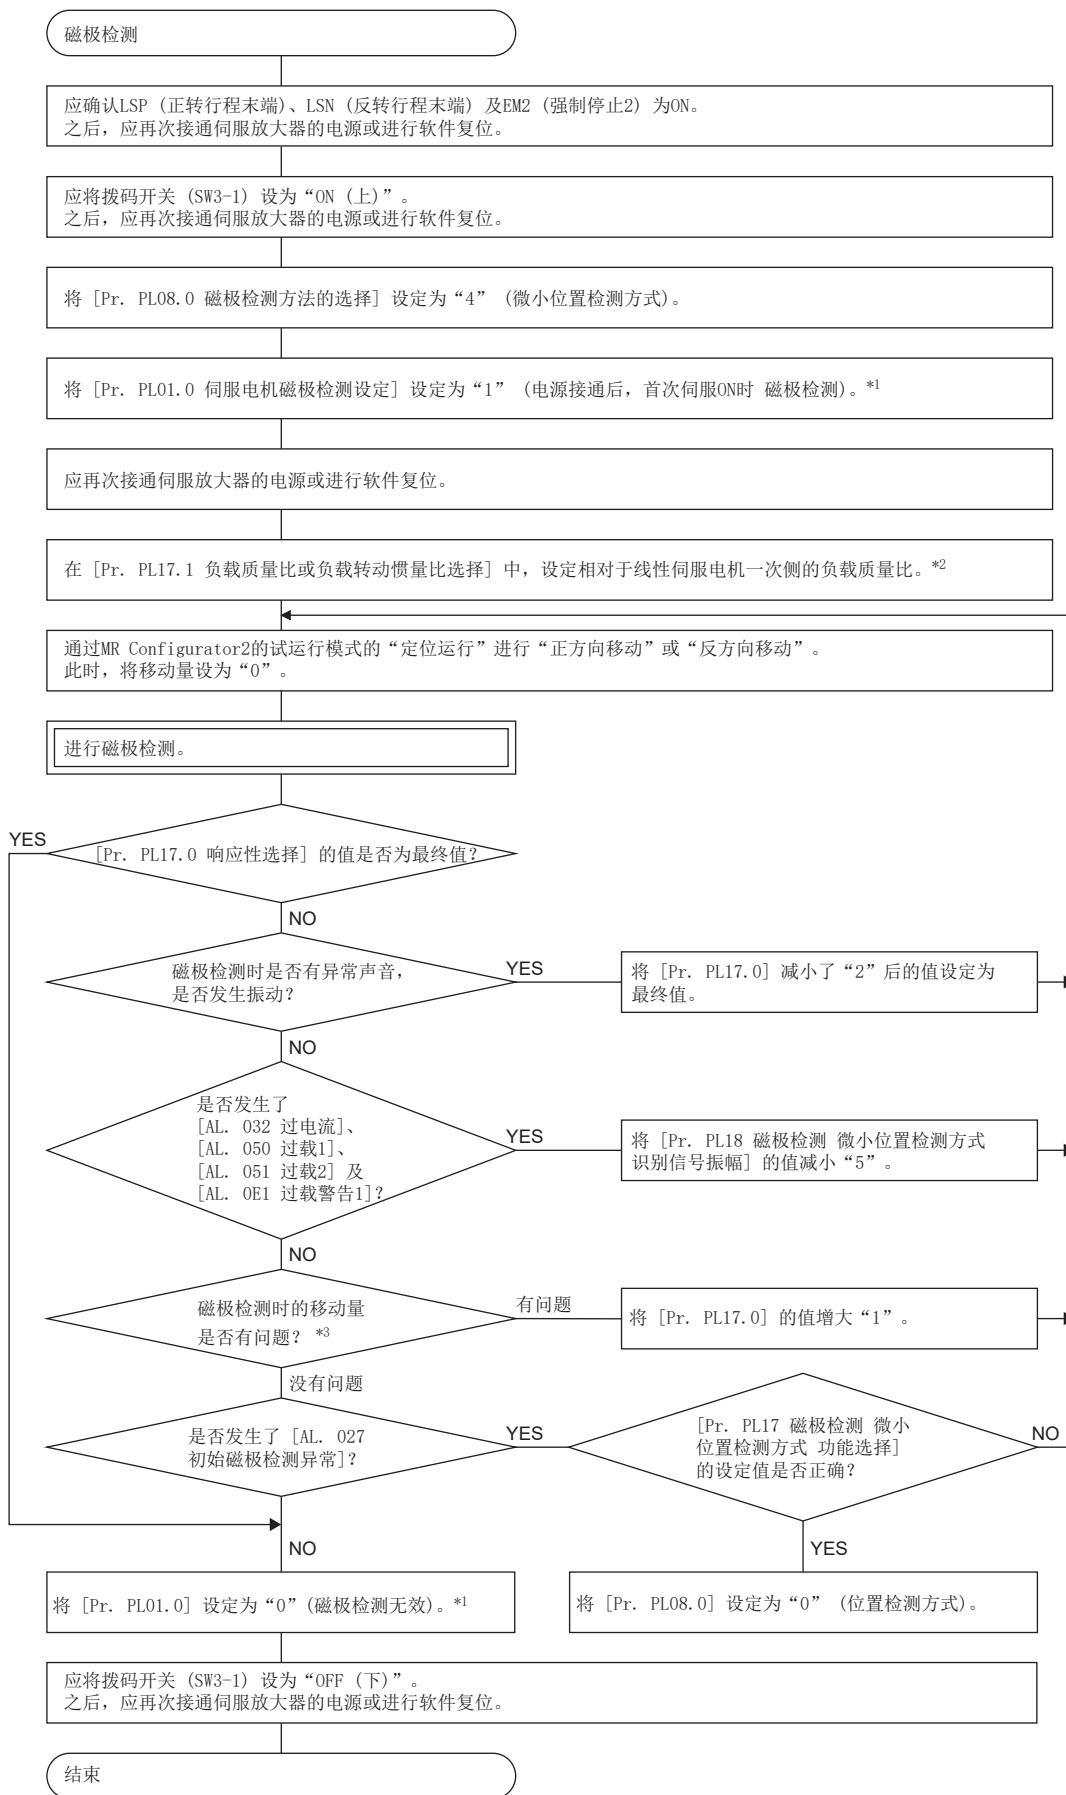 磁极检测
应确认LSP (正转行程末端)、LSN (反转行程末端) 及EM2 (强制停止2) 为ON。
之后，应再次接通伺服放大器的电源或进行软件复位。
应将拨码开关 (SW3-1) 设为“ON (上)”。
之后，应再次接通伺服放大器的电源或进行软件复位。
将 [Pr. PL08.0 磁极检测方法的选择] 设定为“4” (微小位置检测方式)。
将 [Pr. PL01.0 伺服电机磁极检测设定] 设定为“1” (电源接通后，首次伺服ON时 磁极检测)。*1
应再次接通伺服放大器的电源或进行软件复位。
在 [Pr. PL17.1 负载质量比或负载转动惯量比选择] 中，设定相对于线性伺服电机一次侧的负载质量比。*2
通过MR Configurator2的试运行模式的“定位运行”进行“正方向移动”或“反方向移动”。
此时，将移动量设为“0”。
进行磁极检测。
YES
[Pr. PL17.0 响应性选择] 的值是否为最终值？
NO
磁极检测时是否有异常声音，
是否发生振动？
YES
将 [Pr. PL17.0] 减小了“2”后的值设定为
最终值。
NO
是否发生了
[AL. 032 过电流]、
[AL. 050 过载1]、
[AL. 051 过载2] 及
[AL. 0E1 过载警告1]？
YES
将 [Pr. PL18 磁极检测 微小位置检测方式
识别信号振幅] 的值减小“5”。
NO
磁极检测时的移动量
是否有问题？ *3
有问题
将 [Pr. PL17.0] 的值增大“1”。
没有问题
是否发生了 [AL. 027
初始磁极检测异常]？
YES
[Pr. PL17 磁极检测 微小
位置检测方式 功能选择]
的设定值是否正确？
NO
NO
YES
将 [Pr. PL01.0] 设定为“0”(磁极检测无效)。*1
将 [Pr. PL08.0] 设定为“0” (位置检测方式)。
应将拨码开关 (SW3-1) 设为“OFF (下)”。
之后，应再次接通伺服放大器的电源或进行软件复位。
结束